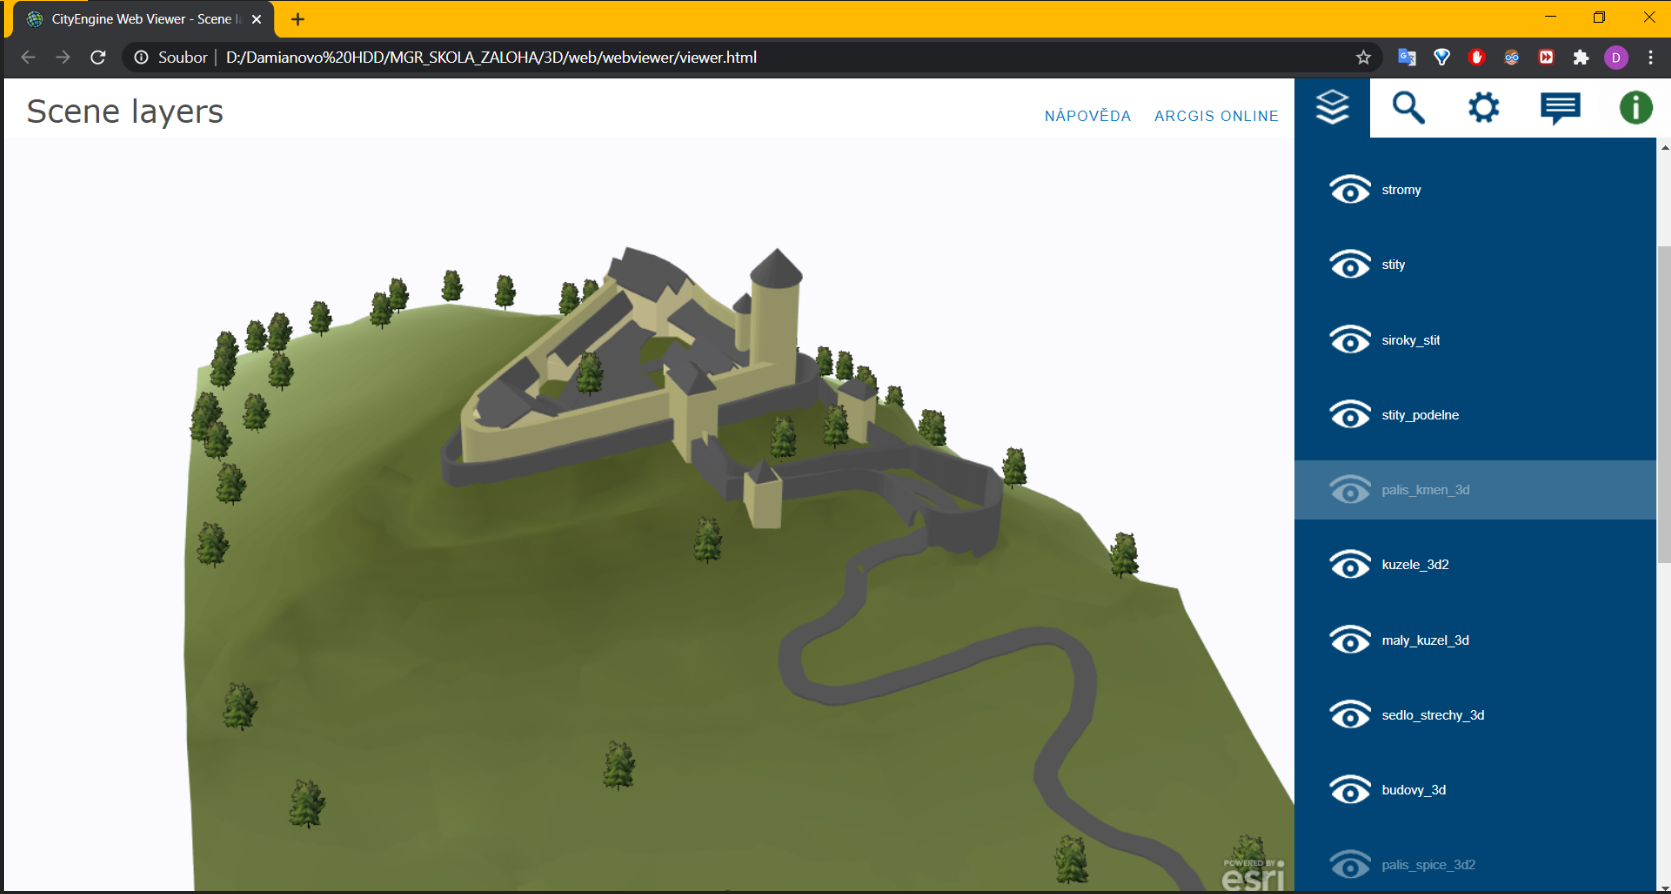 CityEngine Web Viewer - Scene l
Soubor
D:/Damianovo%20HDD/MGR_SKOLA_ZALOHA/3D/web/webviewer/viewer.html
D
Scene layers
NÁPOVĚDA
ARCGIS ONLINE
stromy
stity
siroky_stit
stity_podelne
palis_kmen_3d
kuzele_3d2
maly_kuzel_3d
sedlo_strechy_3d
budovy_3d
palis_spice_3d2
POWERED BY
esri